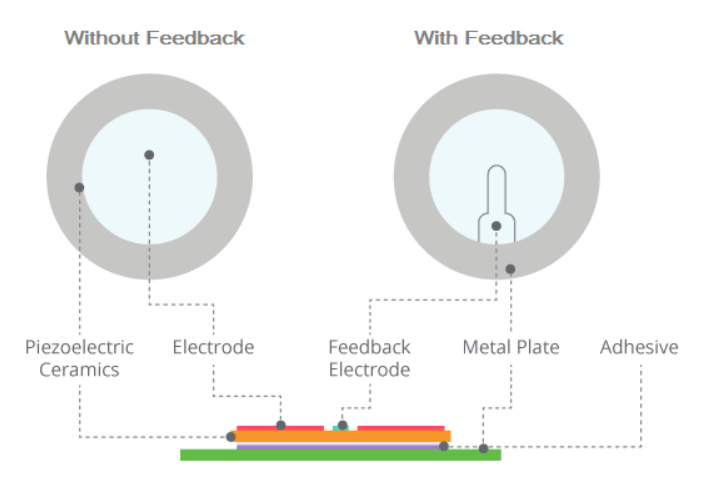 Without Feedback
With Feedback
Piezoelectric
Ceramics
Electrode
Feedback
Electrode
Metal Plate
Adhesive